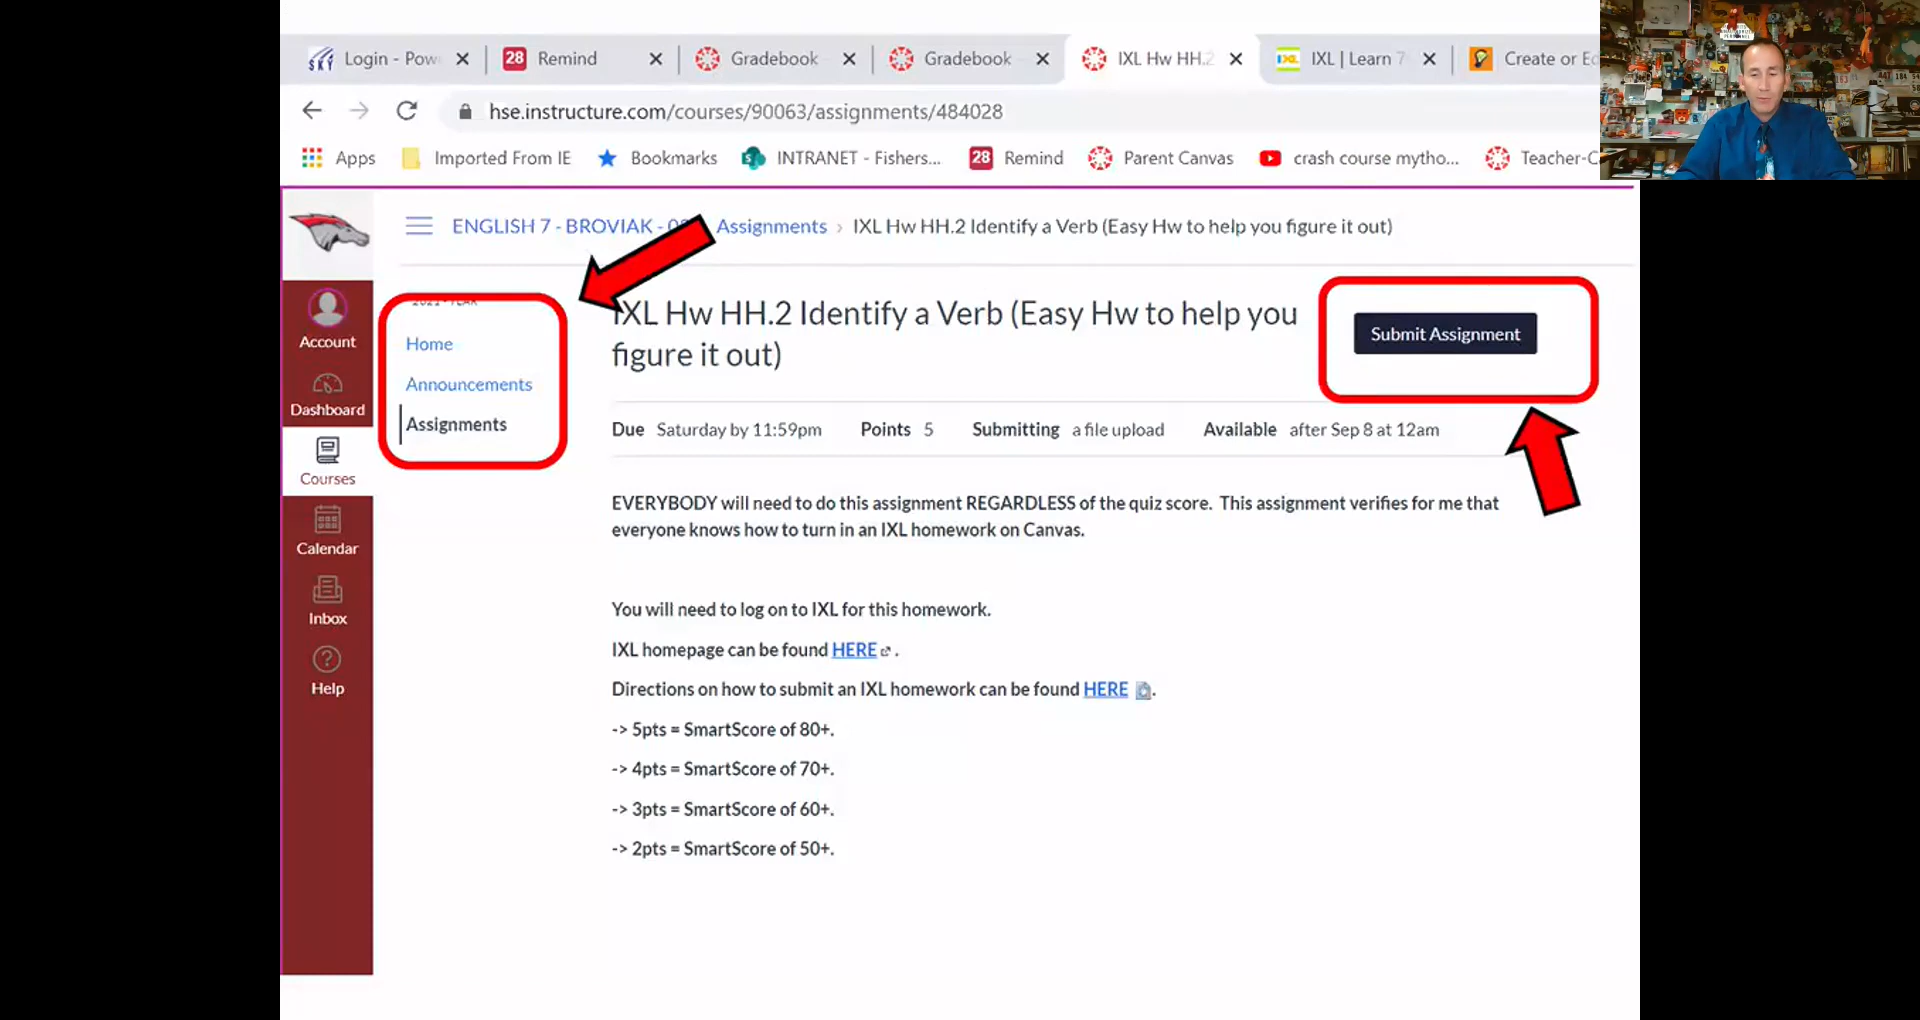 Login - Pow
28 Remind
Gradebook
Gradebook
IXL Hw HH.2
IXL IXL | Learn 7
Create or Ed
hse.instructure.com/courses/90063/assignments/484028
Apps
Imported From IE
Bookmarks
INTRANET - Fishers...
28 Remind
Parent Canvas
crash course mytho...
Teacher-C
ENGLISH 7 - BROVIAK - Assignments › IXL Hw HH.2 Identify a Verb (Easy Hw to help you figure it out)
Account
Dashboard
Courses
Calendar
Inbox
Help
Home
Announcements
Assignments
IXL Hw HH.2 Identify a Verb (Easy Hw to help you
figure it out)
Submit Assignment
Due Saturday by 11:59pm Points 5 Submitting a file upload Available after Sep 8 at 12am
EVERYBODY will need to do this assignment REGARDLESS of the quiz score. This assignment verifies for me that
everyone knows how to turn in an IXL homework on Canvas.
You will need to log on to IXL for this homework.
IXL homepage can be found HERE .
Directions on how to submit an IXL homework can be found HERE .
-> 5pts = SmartScore of 80+.
-> 4pts = SmartScore of 70+.
-> 3pts = SmartScore of 60+.
-> 2pts = SmartScore of 50+.